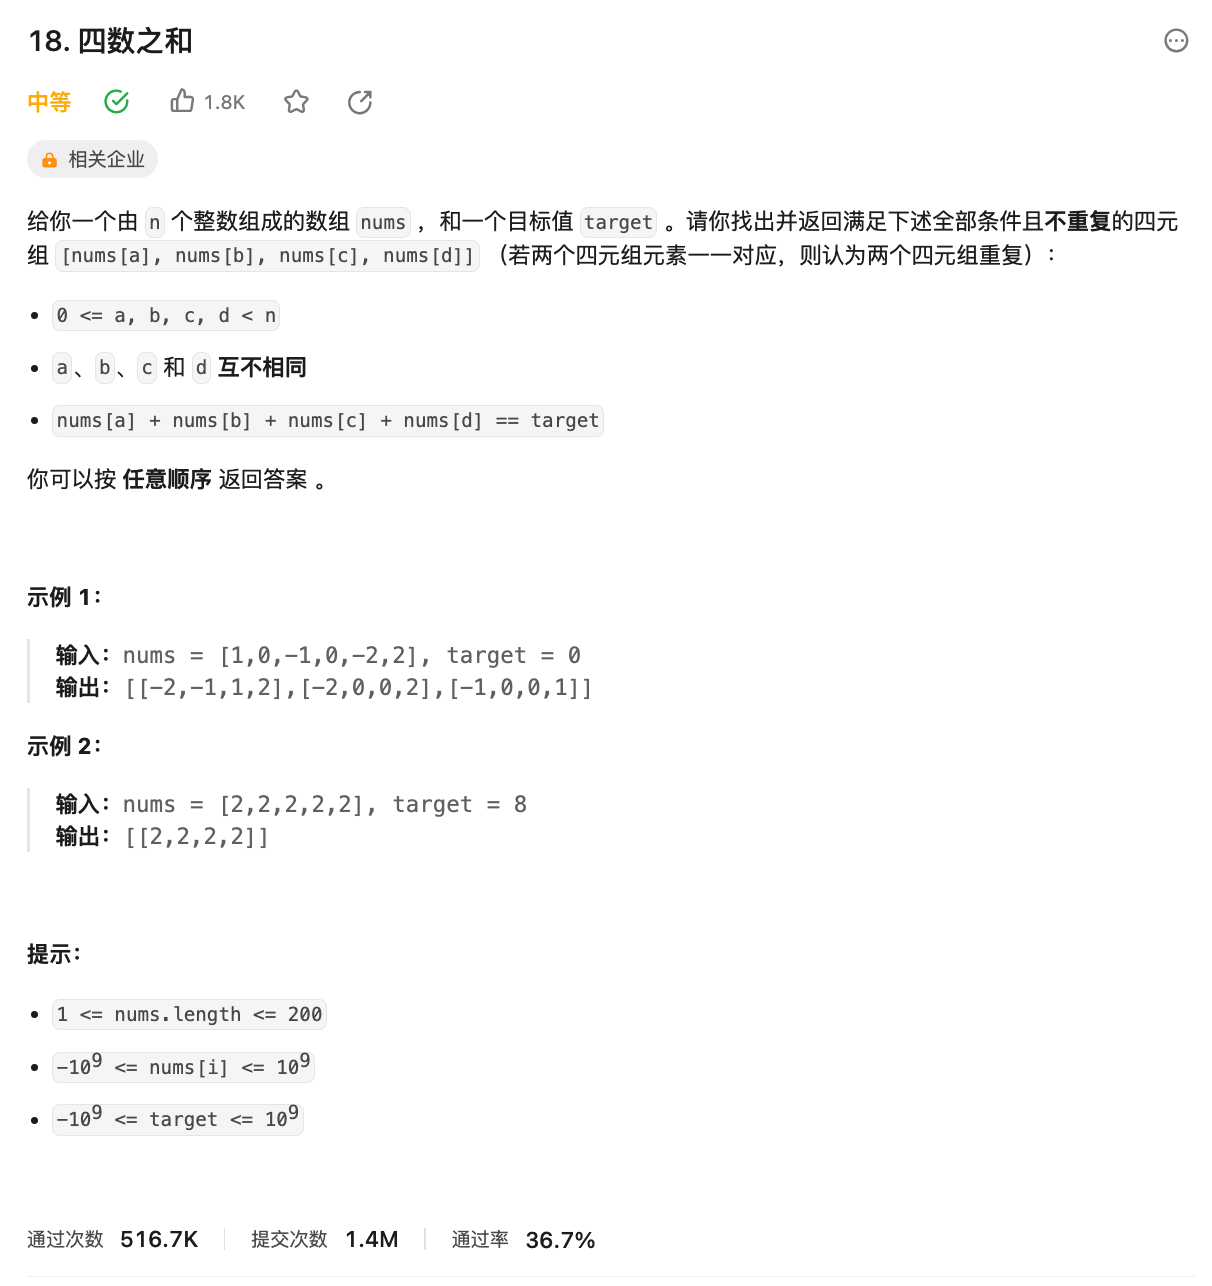 18. 四数之和
中等 1.8K
相关企业
给你一个由 n 个整数组成的数组 nums ，和一个目标值 target 。请你找出并返回满足下述全部条件且不重复的四元
组 [nums[a], nums[b], nums[c], nums[d]] （若两个四元组元素一一对应，则认为两个四元组重复）：
• 0 <= a, b, c, d < n
• a、b、c 和 d 互不相同
• nums[a] + nums[b] + nums[c] + nums[d] == target
你可以按 任意顺序 返回答案 。
示例 1：
输入：nums = [1,0,-1,0,-2,2], target = 0
输出：[[-2,-1,1,2],[-2,0,0,2],[-1,0,0,1]]
示例 2：
输入：nums = [2,2,2,2,2], target = 8
输出：[[2,2,2,2]]
提示：
• 1 <= nums.length <= 200
• -10⁹ <= nums[i] <= 10⁹
• -10⁹ <= target <= 10⁹
通过次数 516.7K 提交次数 1.4M 通过率 36.7%